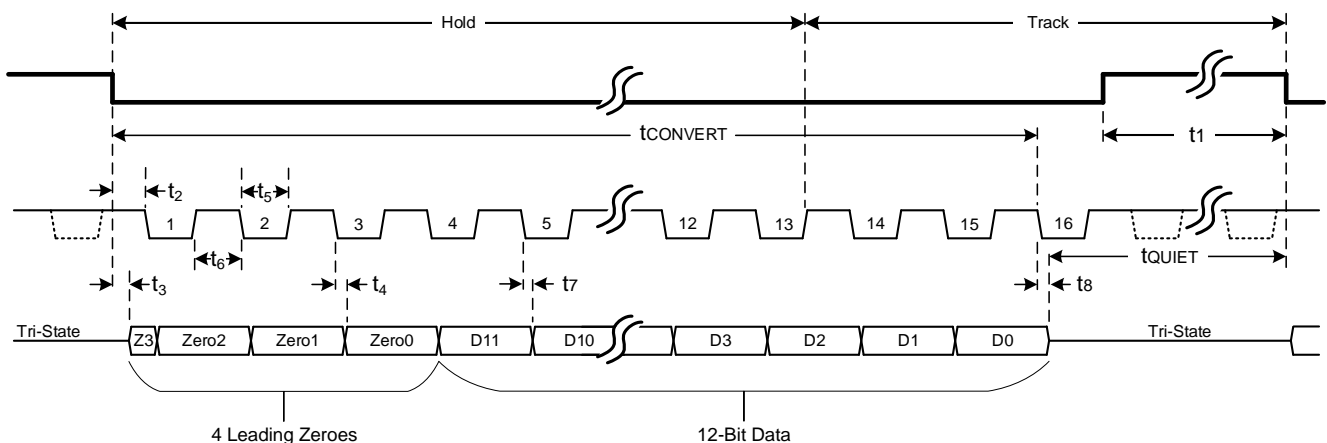 Hold
Track
tCONVERT
t1
t2
t5
1
2
3
4
5
12
13
14
15
16
t6
tQUIET
t3
t4
t7
t8
Tri-State
Z3
Zero2
Zero1
Zero0
D11
D10
D3
D2
D1
D0
Tri-State
4 Leading Zeroes
12-Bit Data